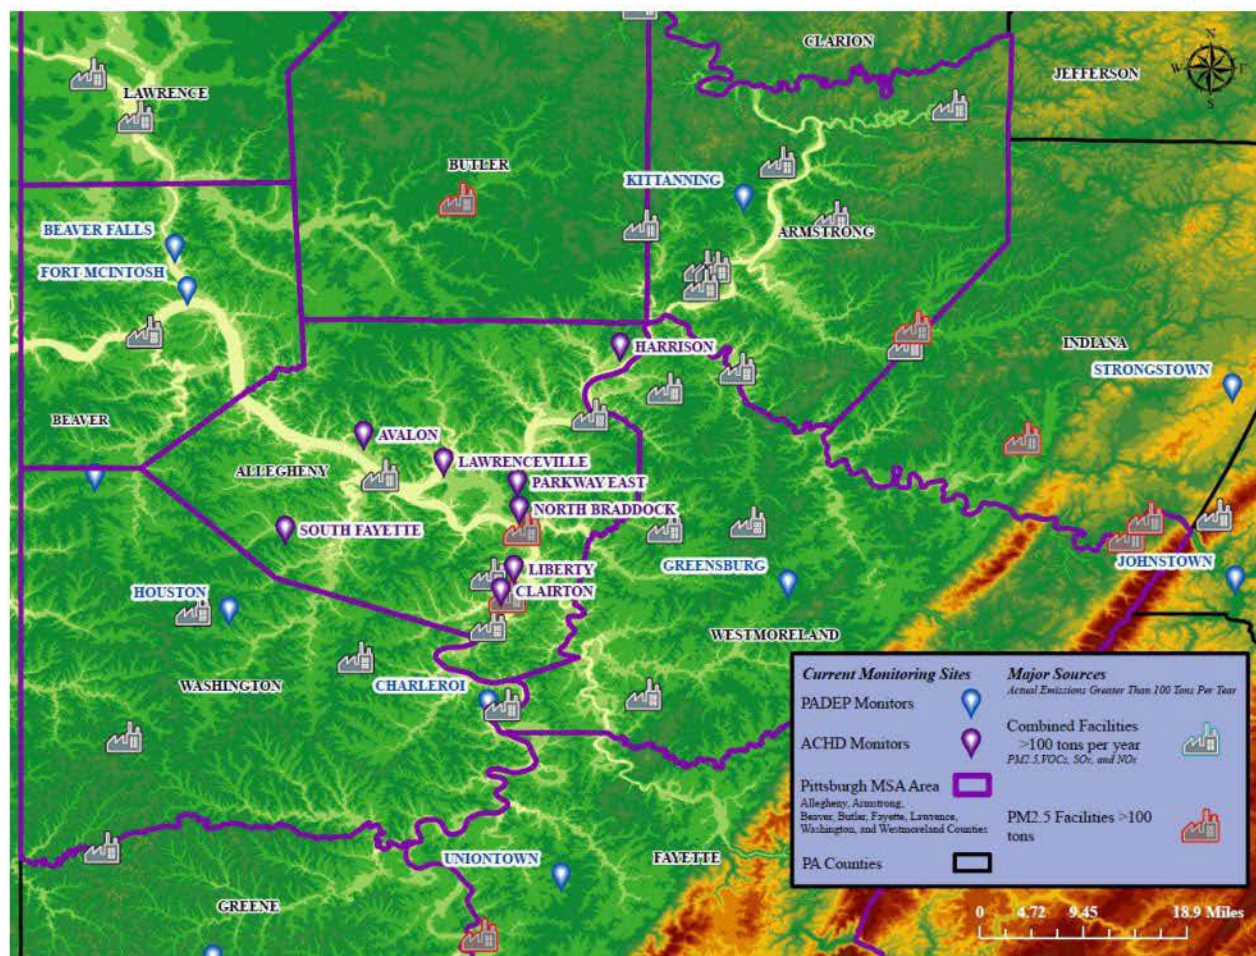 CLARION
N
W E
S
JEFFERSON
LAWRENCE
BUTLER
KITTANNING
BEAVER FALLS
ARMSTRONG
FORT MCINTOSH
HARRISON
INDIANA
STRONGSTOWN
BEAVER
AVALON
ALLEGHENY
LAWRENCEVILLE
PARKWAY EAST
NORTH BRADDOCK
SOUTH FAYETTE
LIBERTY
GREENSBURG
JOHNSTOWN
HOUSTON
CLAIRTON
WESTMORELAND
WASHINGTON
CHARLEROI
UNIONTOWN
FAYETTE
GREENE
Current Monitoring Sites
PADEP Monitors
ACHD Monitors
Pittsburgh MSA Area
Allegheny, Armstrong,
Beaver, Butler, Fayette, Lawrence,
Washington, and Westmoreland Counties
PA Counties
Major Sources
Actual Emissions Greater Than 100 Tons Per Year
Combined Facilities
>100 tons per year
PM2.5,VOCs, SOx, and NOx
PM2.5 Facilities >100
tons
0 4.72 9.45 18.9 Miles